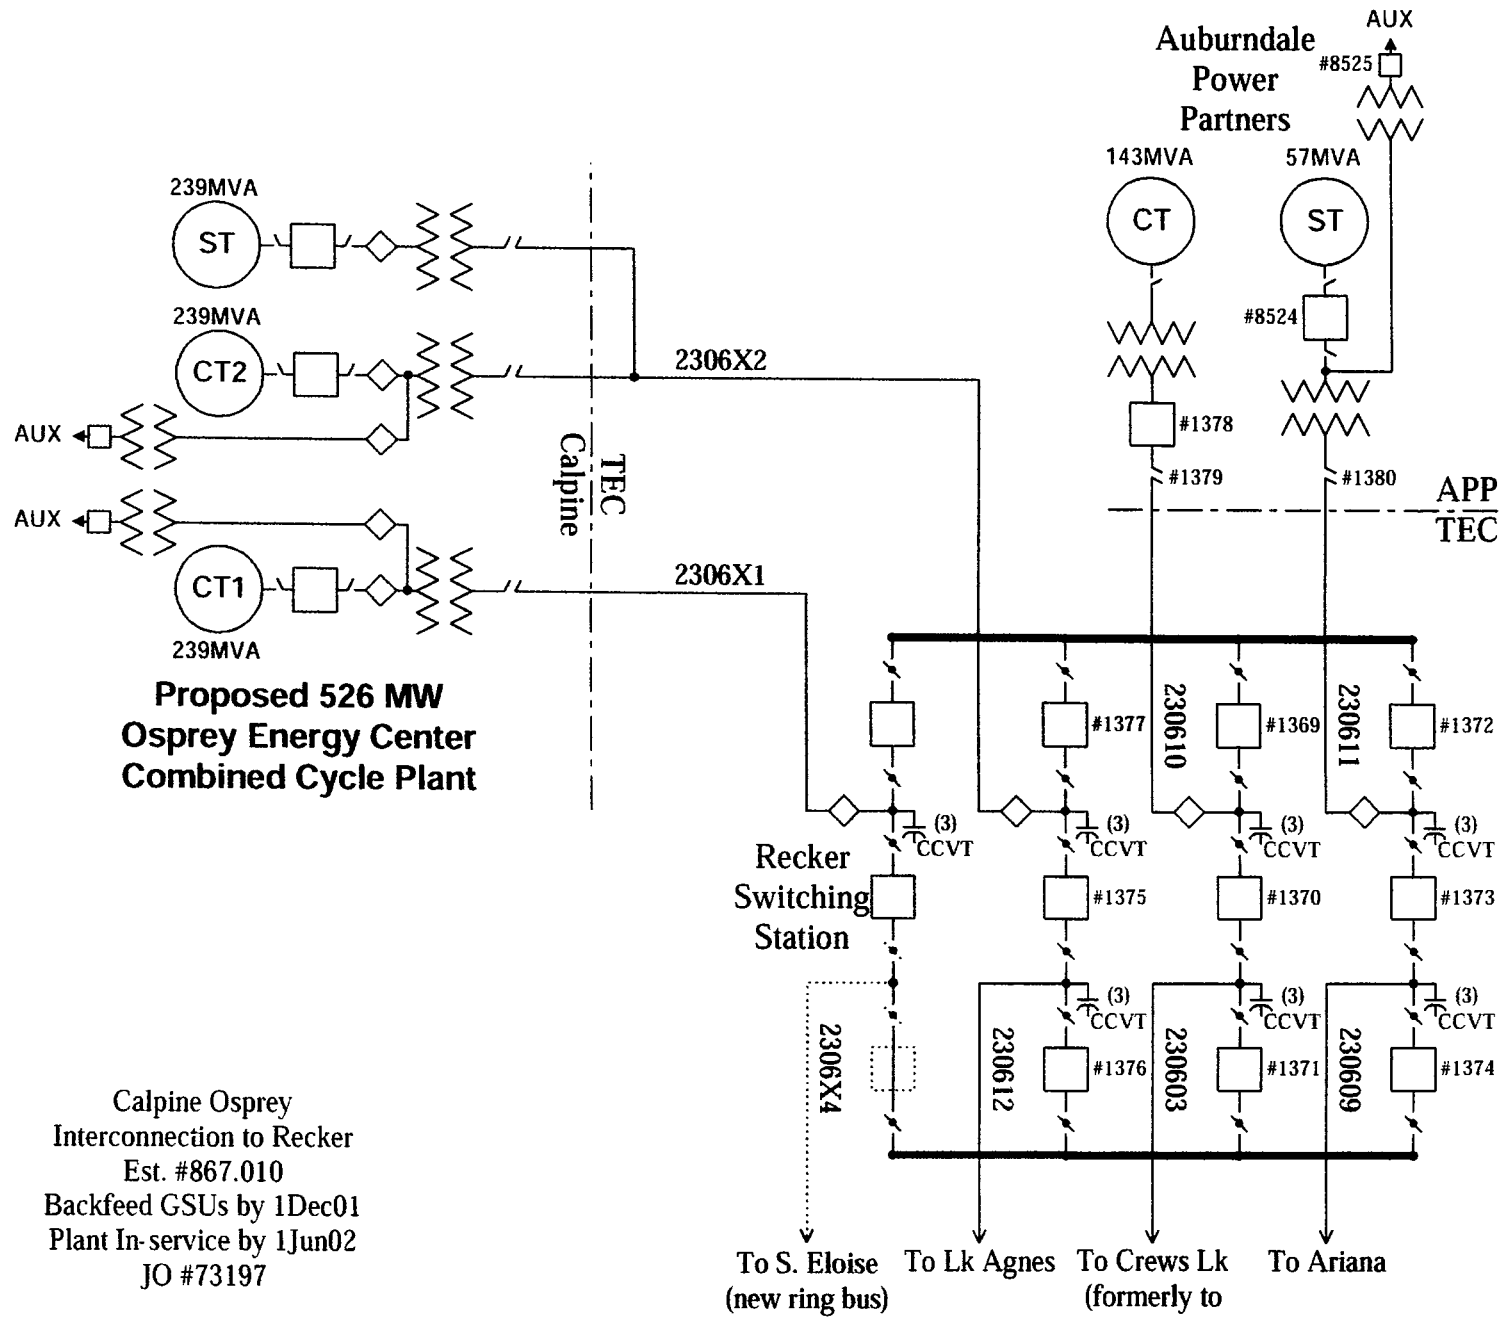 AUX
Auburndale
Power
Partners
#8525
143MVA
57MVA
CT
ST
#8524
#1378
#1379
#1380
APP
TEC
239MVA
ST
239MVA
CT2
AUX
AUX
CT1
239MVA
2306X2
2306X1
TEC
Calpine
Proposed 526 MW
Osprey Energy Center
Combined Cycle Plant
230610
230611
#1377
#1369
#1372
(3)
CCVT
(3)
CCVT
(3)
CCVT
(3)
CCVT
Recker
Switching
Station
#1375
#1370
#1373
(3)
CCVT
(3)
CCVT
(3)
CCVT
2306X4
230612
230603
230609
#1376
#1371
#1374
Calpine Osprey
Interconnection to Recker
Est. #867.010
Backfeed GSUs by 1Dec01
Plant In-service by 1Jun02
JO #73197
To S. Eloise
(new ring bus)
To Lk Agnes
To Crews Lk
(formerly to
To Ariana